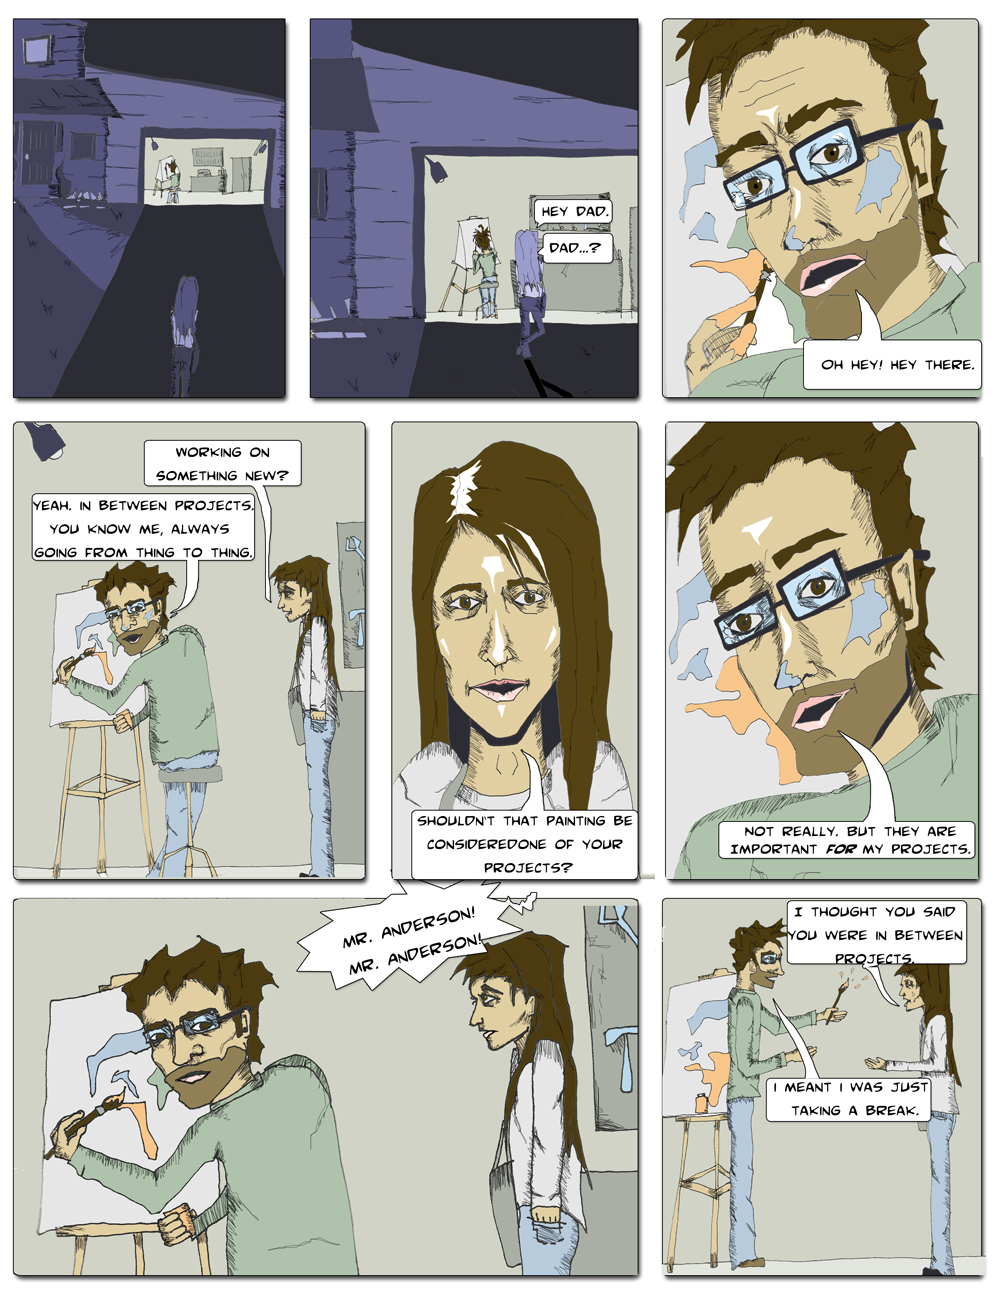 HEY DAD.
DAD...?
OH HEY! HEY THERE.
WORKING ON
SOMETHING NEW?
YEAH. IN BETWEEN PROJECTS.
YOU KNOW ME, ALWAYS
GOING FROM THING TO THING.
SHOULDN'T THAT PAINTING BE
CONSIDEREDONE OF YOUR
PROJECTS?
NOT REALLY. BUT THEY ARE
IMPORTANT FOR MY PROJECTS.
MR. ANDERSON!
MR. ANDERSON!
I THOUGHT YOU SAID
YOU WERE IN BETWEEN
PROJECTS.
I MEANT I WAS JUST
TAKING A BREAK.